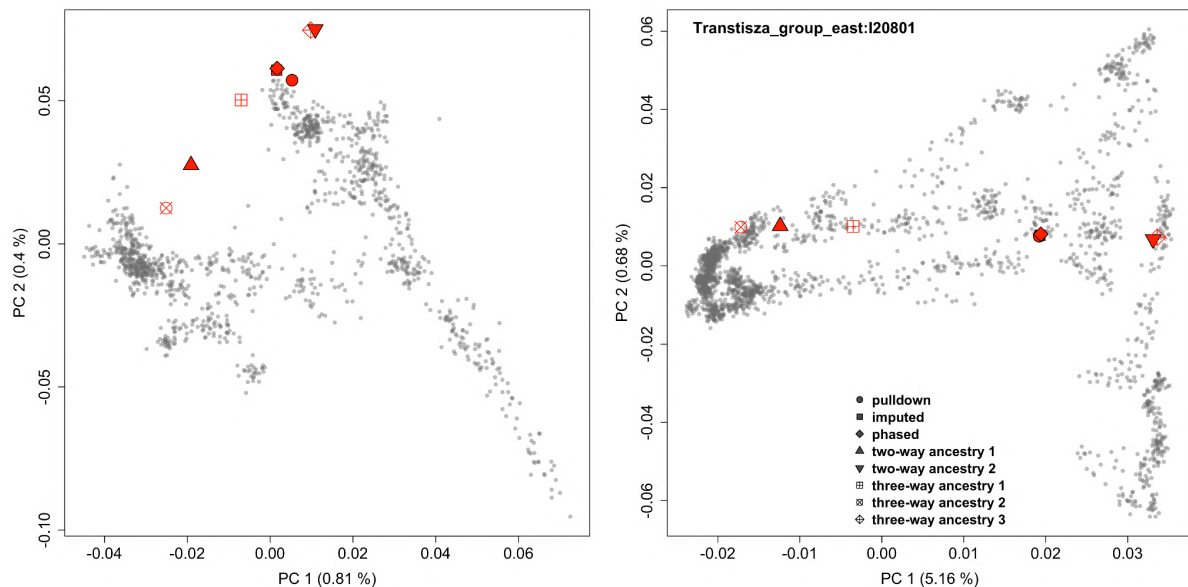 0.05
0.00
-0.05
-0.10
PC 2 (0.4 %)
-0.04
-0.02
0.00
0.02
0.04
0.06
PC 1 (0.81 %)
Transtisza_group_east:I20801
0.06
0.04
0.02
0.00
-0.02
-0.04
-0.06
PC 2 (0.68 %)
pulldown
imputed
phased
two-way ancestry 1
two-way ancestry 2
three-way ancestry 1
three-way ancestry 2
three-way ancestry 3
-0.02
-0.01
0.00
0.01
0.02
0.03
PC 1 (5.16 %)